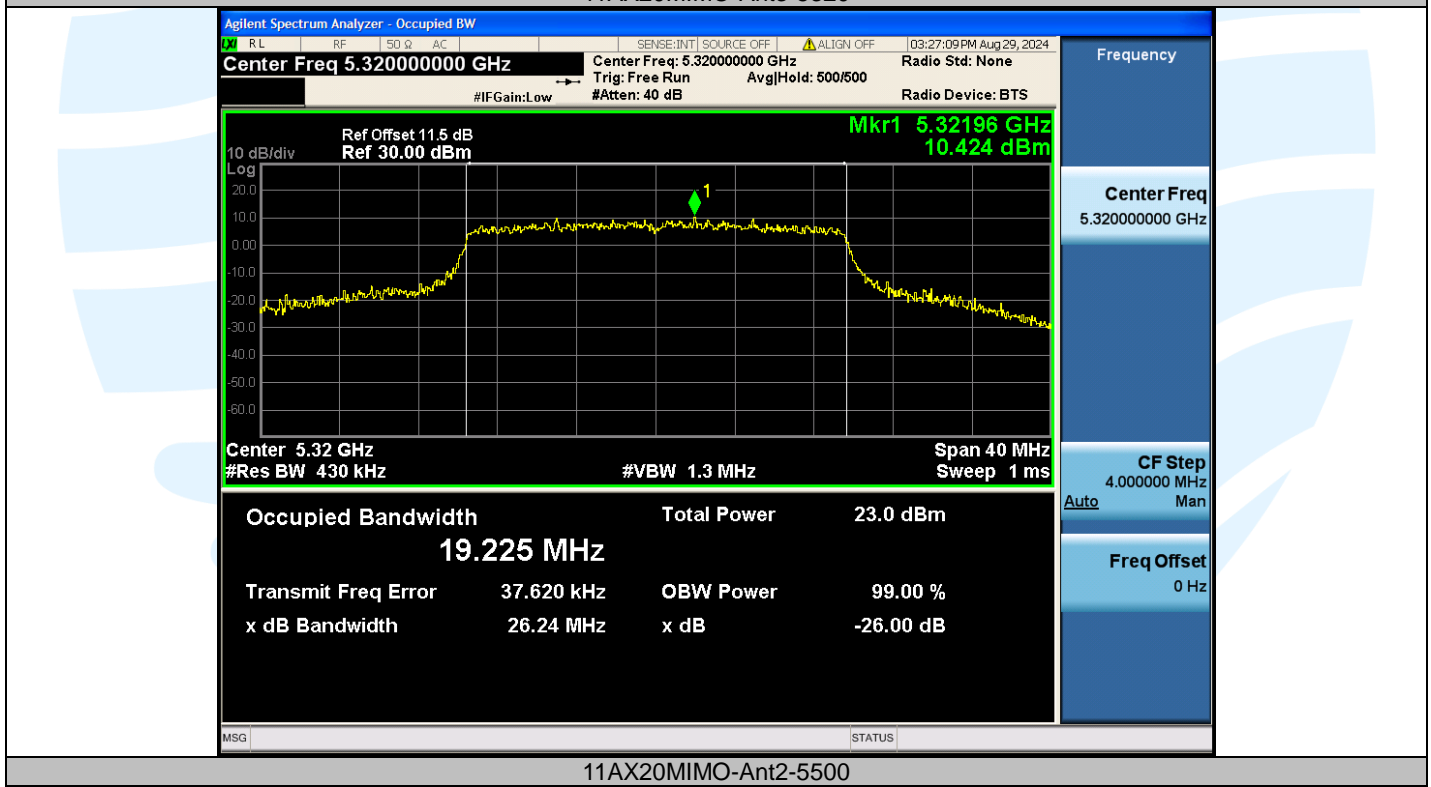 Agilent Spectrum Analyzer - Occupied BW
RL RF 50 Ω AC SENSE:INT SOURCE OFF ALIGN OFF 03:27:09 PM Aug 29, 2024
Center Freq 5.320000000 GHz Center Freq: 5.320000000 GHz Radio Std: None Frequency
Trig: Free Run Avg|Hold: 500/500
#IFGain:Low #Atten: 40 dB Radio Device: BTS
Mkr1 5.32196 GHz
Ref Offset 11.5 dB
10 dB/div Ref 30.00 dBm 10.424 dBm
Log
20.0
1
Center Freq
5.320000000 GHz
10.0
0.00
-10.0
-20.0
-30.0
-40.0
-50.0
-60.0
Center 5.32 GHz Span 40 MHz
#Res BW 430 kHz #VBW 1.3 MHz Sweep 1 ms
CF Step
4.000000 MHz
Auto Man
Occupied Bandwidth Total Power 23.0 dBm
19.225 MHz
Freq Offset
0 Hz
Transmit Freq Error 37.620 kHz OBW Power 99.00 %
x dB Bandwidth 26.24 MHz x dB -26.00 dB
MSG STATUS
11AX20MIMO-Ant2-5500